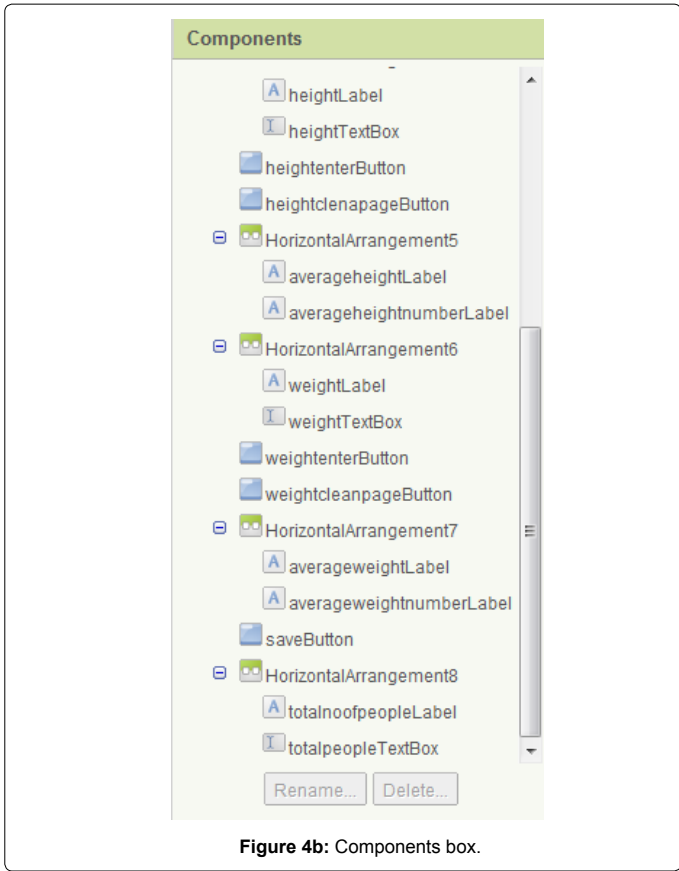 Components
heightLabel
heightTextBox
heightenterButton
heightclenapageButton
HorizontalArrangement5
averageheightLabel
averageheightnumberLabel
HorizontalArrangement6
weightLabel
weightTextBox
weightenterButton
weightcleanpageButton
HorizontalArrangement7
averageweightLabel
averageweightnumberLabel
saveButton
HorizontalArrangement8
totalnoofpeopleLabel
totalpeopleTextBox
Rename... Delete...
Figure 4b: Components box.